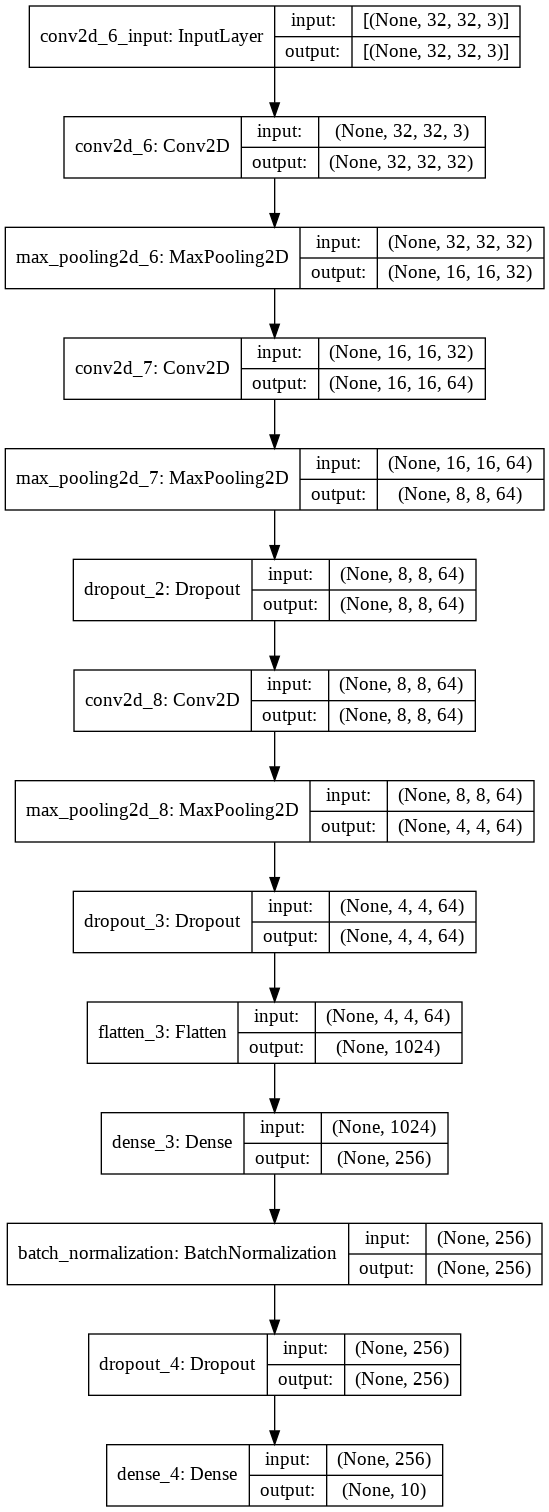 conv2d_6_input: InputLayer
input: [(None, 32, 32, 3)]
output: [(None, 32, 32, 3)]
conv2d_6: Conv2D
input: (None, 32, 32, 3)
output: (None, 32, 32, 32)
max_pooling2d_6: MaxPooling2D
input: (None, 32, 32, 32)
output: (None, 16, 16, 32)
conv2d_7: Conv2D
input: (None, 16, 16, 32)
output: (None, 16, 16, 64)
max_pooling2d_7: MaxPooling2D
input: (None, 16, 16, 64)
output: (None, 8, 8, 64)
dropout_2: Dropout
input: (None, 8, 8, 64)
output: (None, 8, 8, 64)
conv2d_8: Conv2D
input: (None, 8, 8, 64)
output: (None, 8, 8, 64)
max_pooling2d_8: MaxPooling2D
input: (None, 8, 8, 64)
output: (None, 4, 4, 64)
dropout_3: Dropout
input: (None, 4, 4, 64)
output: (None, 4, 4, 64)
flatten_3: Flatten
input: (None, 4, 4, 64)
output: (None, 1024)
dense_3: Dense
input: (None, 1024)
output: (None, 256)
batch_normalization: BatchNormalization
input: (None, 256)
output: (None, 256)
dropout_4: Dropout
input: (None, 256)
output: (None, 256)
dense_4: Dense
input: (None, 256)
output: (None, 10)